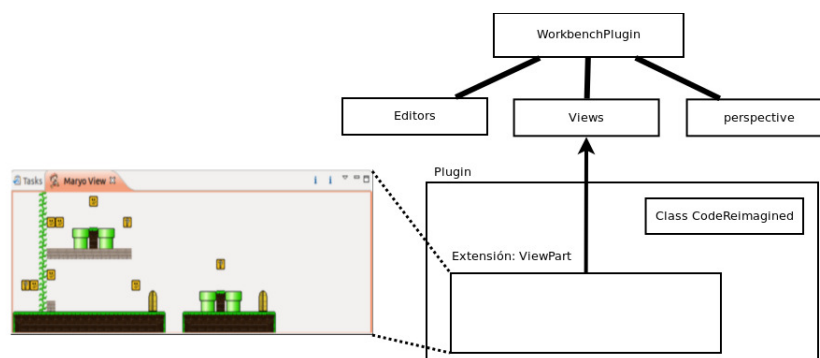 WorkbenchPlugin
Editors
Views
perspective
Tasks
Maryo View
Plugin
Class CodeReimagined
Extensión: ViewPart